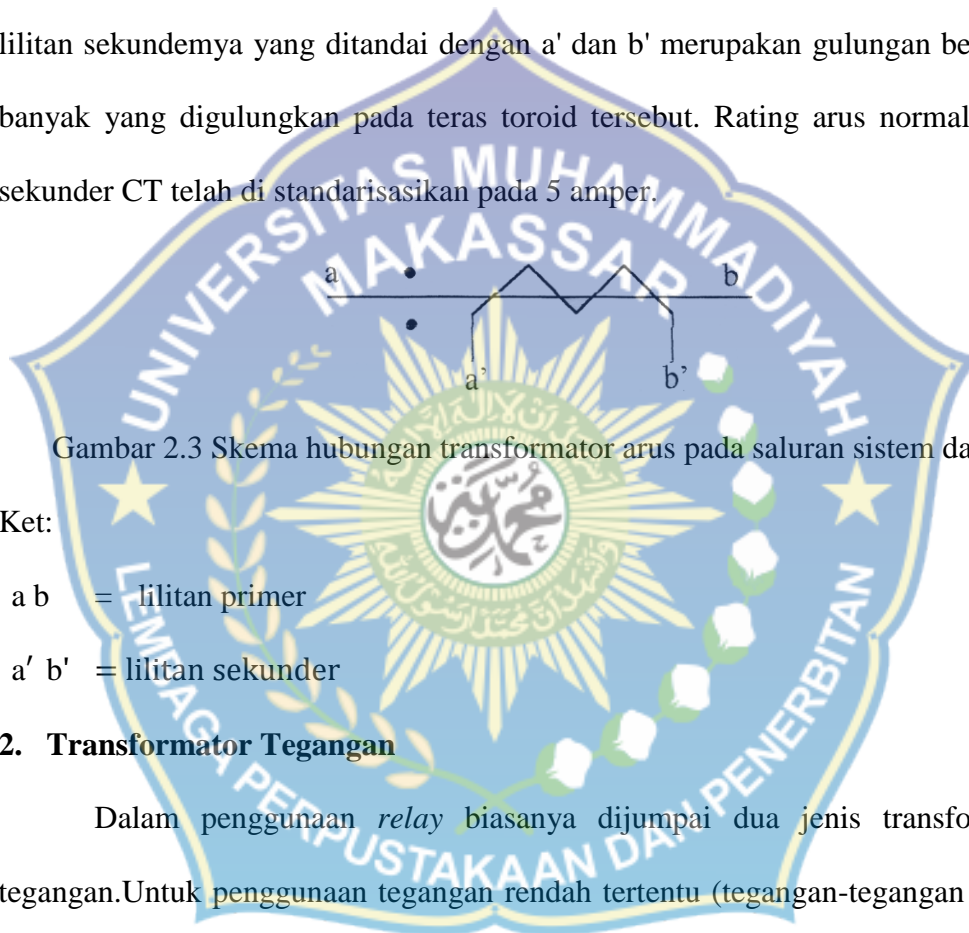 lilitan sekundemya yang ditandai dengan a' dan b' merupakan gulungan be
banyak yang digulungkan pada teras toroid tersebut. Rating arus normal
sekunder CT telah di standarisasikan pada 5 amper.
UNIVERSITAS MUHAMMADIYAH
MAKASSAR
a b
a' b'
Gambar 2.3 Skema hubungan transformator arus pada saluran sistem da
Ket:
a b = lilitan primer
a′ b' = lilitan sekunder
2. Transformator Tegangan
Dalam penggunaan relay biasanya dijumpai dua jenis transfo
tegangan.Untuk penggunaan tegangan rendah tertentu (tegangan-tegangan
LEMBAGA PERPUSTAKAAN DAN PENERBITAN